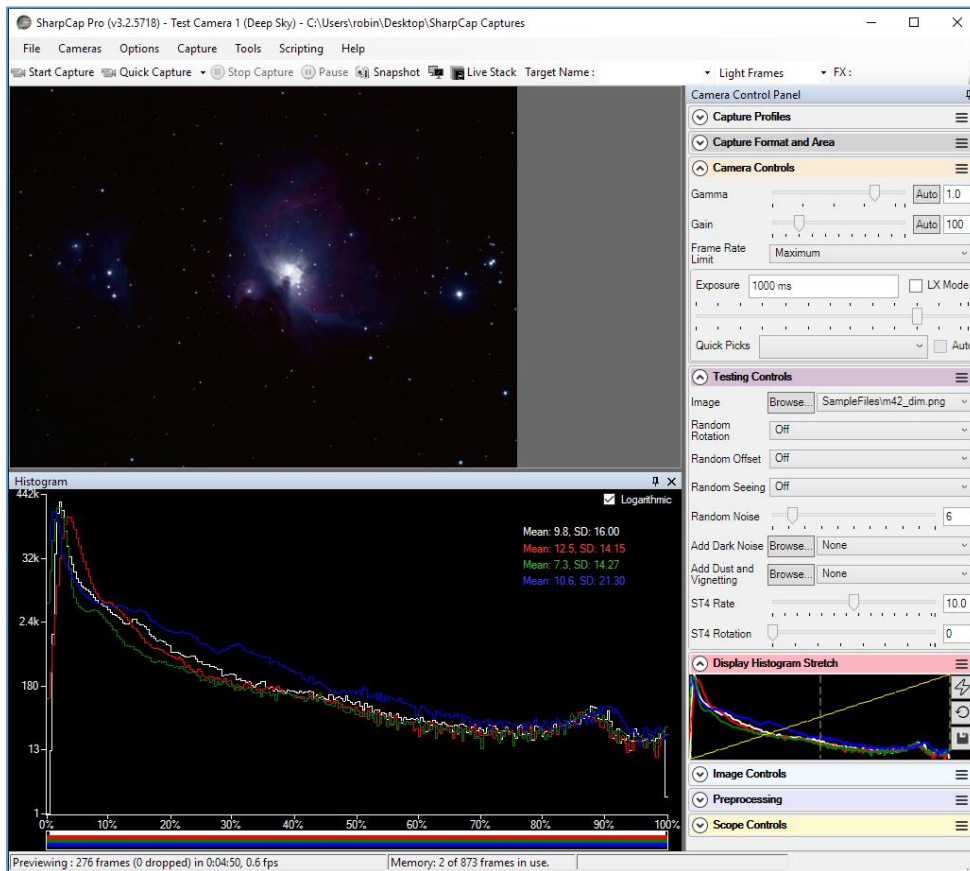 SharpCap Pro (v3.2.5718) - Test Camera 1 (Deep Sky) - C:\Users\robin\Desktop\SharpCap Captures
File Cameras Options Capture Tools Scripting Help
Start Capture Quick Capture Stop Capture Pause Snapshot Live Stack Target Name : Light Frames FX :
Camera Control Panel
Capture Profiles
Capture Format and Area
Camera Controls
Gamma Auto 1.0
Gain Auto 100
Frame Rate
Limit
Maximum
Exposure 1000 ms LX Mode
Quick Picks Auto
Testing Controls
Image Browse... SampleFiles\m42_dim.png
Random
Rotation
Off
Random Offset Off
Random Seeing Off
Random Noise 6
Add Dark Noise Browse... None
Add Dust and
Vignetting
Browse... None
ST4 Rate 10.0
ST4 Rotation 0
Display Histogram Stretch
Image Controls
Preprocessing
Scope Controls
Histogram
Logarithmic
442k
32k
2.4k
180
13
1
Mean: 9.8, SD: 16.00
Mean: 12.5, SD: 14.15
Mean: 7.3, SD: 14.27
Mean: 10.6, SD: 21.30
0% 10% 20% 30% 40% 50% 60% 70% 80% 90% 100%
Previewing : 276 frames (0 dropped) in 0:04:50, 0.6 fps Memory: 2 of 873 frames in use.